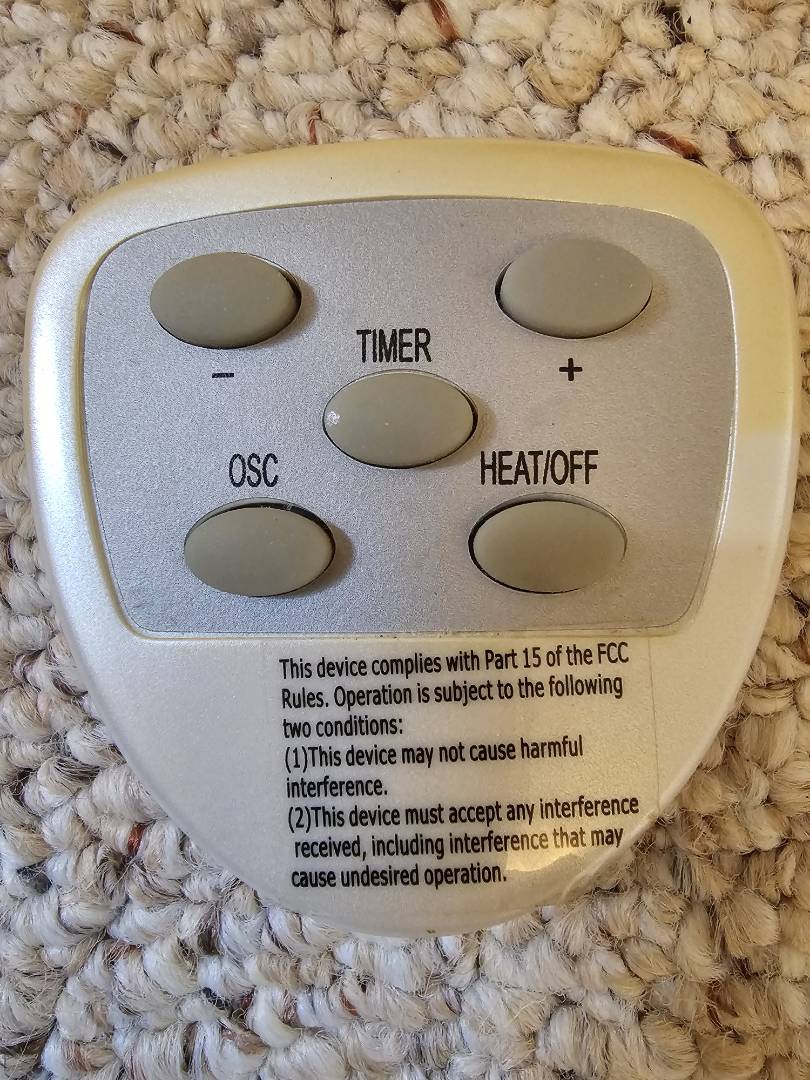 TIMER
- +
OSC HEAT/OFF
This device complies with Part 15 of the FCC
Rules. Operation is subject to the following
two conditions:
(1)This device may not cause harmful
interference.
(2)This device must accept any interference
received, including interference that may
cause undesired operation.